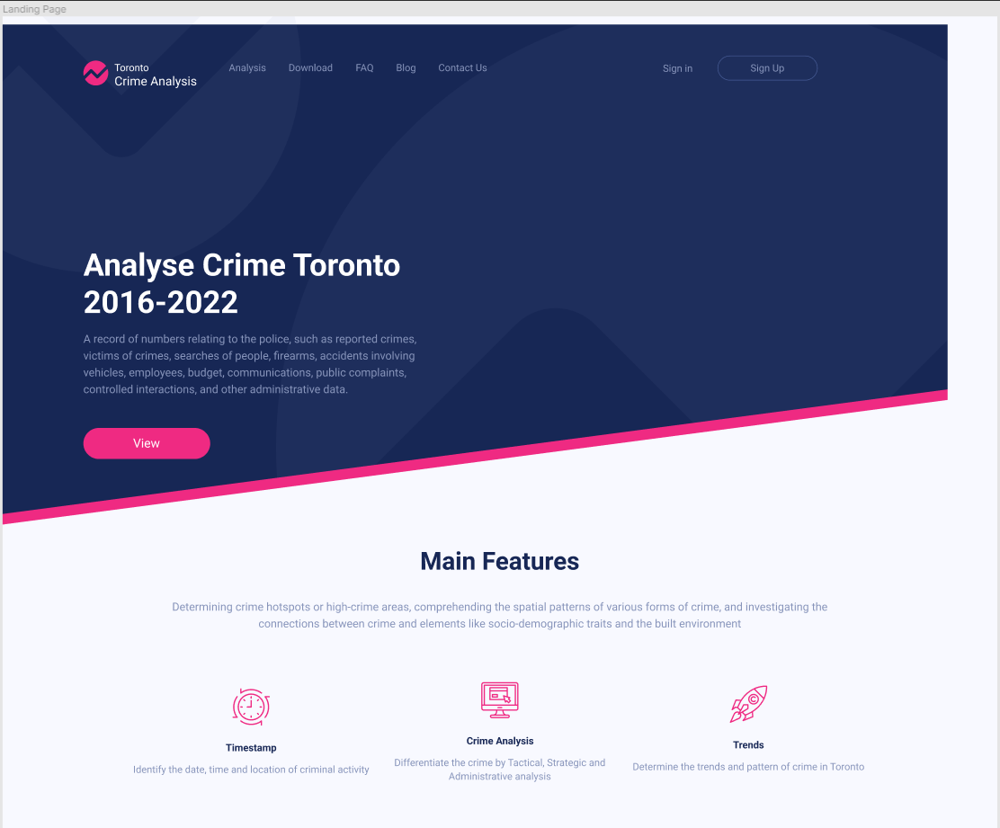 Landing Page
Toronto
Crime Analysis
Analysis Download FAQ Blog Contact Us Sign in Sign Up
Analyse Crime Toronto
2016-2022
A record of numbers relating to the police, such as reported crimes,
victims of crimes, searches of people, firearms, accidents involving
vehicles, employees, budget, communications, public complaints,
controlled interactions, and other administrative data.
View
Main Features
Determining crime hotspots or high-crime areas, comprehending the spatial patterns of various forms of crime, and investigating the
connections between crime and elements like socio-demographic traits and the built environment
Timestamp
Identify the date, time and location of criminal activity
Crime Analysis
Differentiate the crime by Tactical, Strategic and
Administrative analysis
Trends
Determine the trends and pattern of crime in Toronto